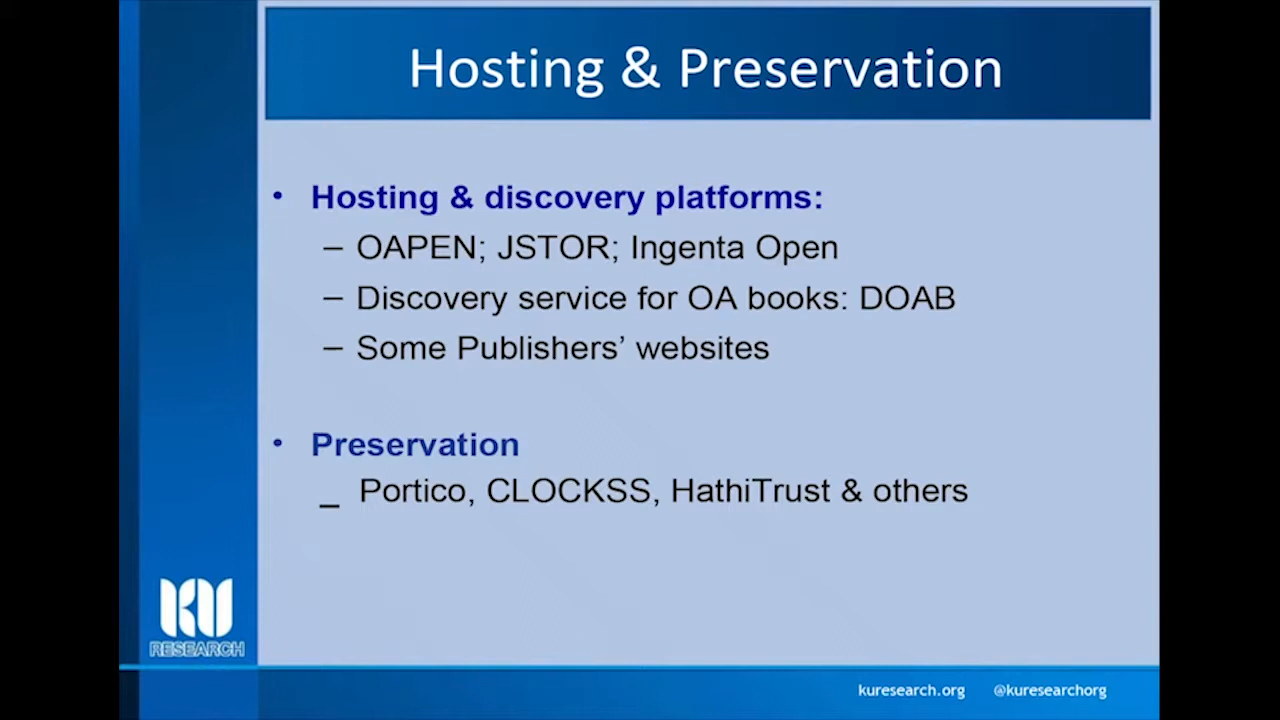 Hosting & Preservation
• Hosting & discovery platforms:
– OAPEN; JSTOR; Ingenta Open
– Discovery service for OA books: DOAB
– Some Publishers’ websites
• Preservation
_ Portico, CLOCKSS, HathiTrust & others
KU
RESEARCH
kuresearch.org @kuresearchorg